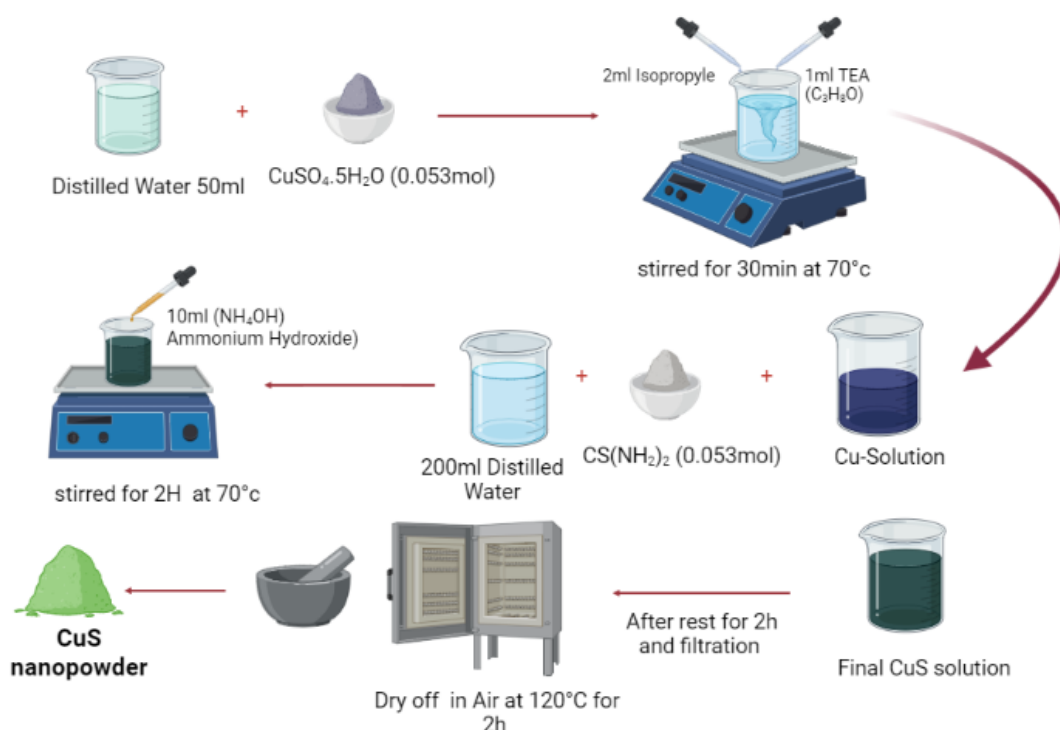 2ml Isopropyle
1ml TEA
(C₃H₈O)
+
Distilled Water 50ml
CuSO₄.5H₂O (0.053mol)
stirred for 30min at 70°c
10ml (NH₄OH)
Ammonium Hydroxide)
+
+
stirred for 2H at 70°c
200ml Distilled
Water
CS(NH₂)₂ (0.053mol)
Cu-Solution
CuS
nanopowder
Dry off in Air at 120°C for
2h
After rest for 2h
and filtration
Final CuS solution